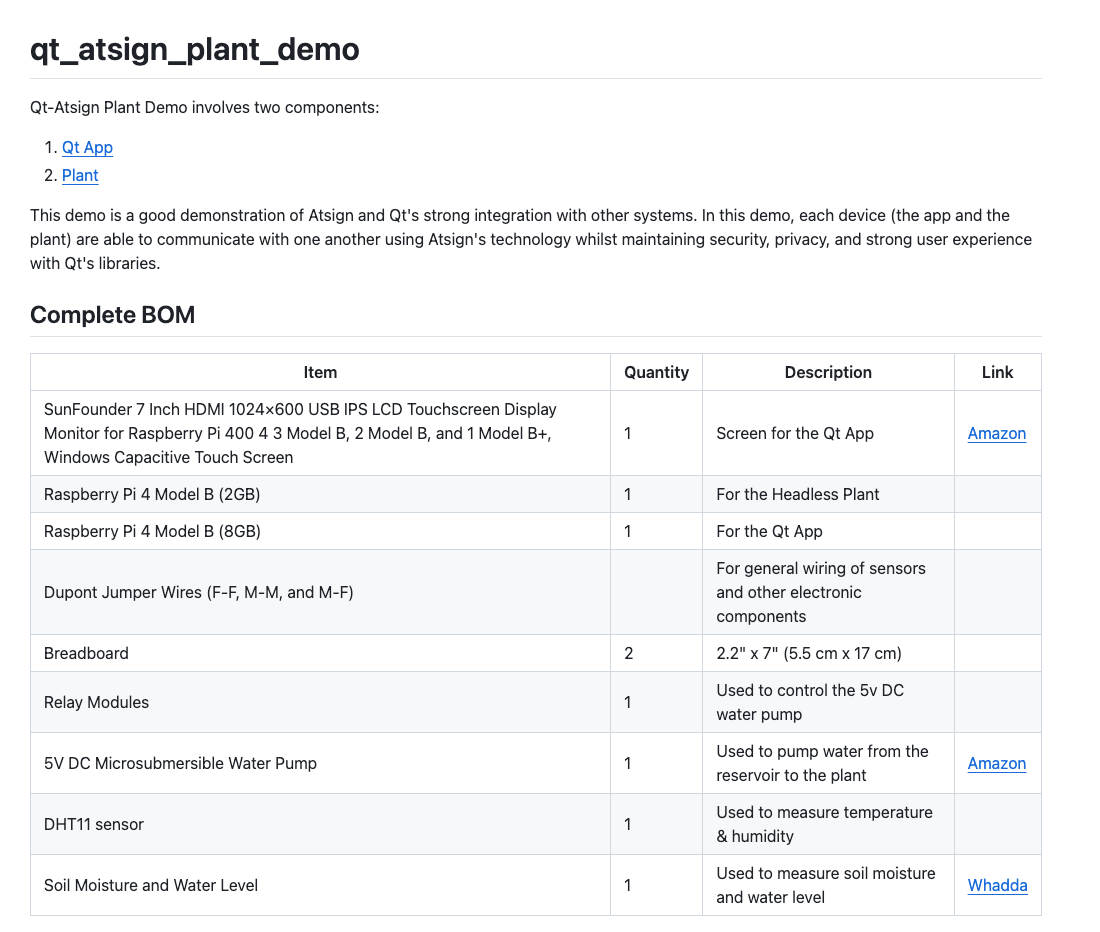 qt_atsign_plant_demo
Qt-Atsign Plant Demo involves two components:
1. Qt App
2. Plant
This demo is a good demonstration of Atsign and Qt's strong integration with other systems. In this demo, each device (the app and the
plant) are able to communicate with one another using Atsign's technology whilst maintaining security, privacy, and strong user experience
with Qt's libraries.
Complete BOM
Item Quantity Description Link
SunFounder 7 Inch HDMI 1024×600 USB IPS LCD Touchscreen Display
Monitor for Raspberry Pi 400 4 3 Model B, 2 Model B, and 1 Model B+,
Windows Capacitive Touch Screen
1
Screen for the Qt App
Amazon
Raspberry Pi 4 Model B (2GB) 1 For the Headless Plant
Raspberry Pi 4 Model B (8GB) 1 For the Qt App
Dupont Jumper Wires (F-F, M-M, and M-F)
For general wiring of sensors
and other electronic
components
Breadboard 2 2.2" x 7" (5.5 cm x 17 cm)
Relay Modules 1
Used to control the 5v DC
water pump
5V DC Microsubmersible Water Pump 1
Used to pump water from the
reservoir to the plant
Amazon
DHT11 sensor 1
Used to measure temperature
& humidity
Soil Moisture and Water Level 1
Used to measure soil moisture
and water level
Whadda